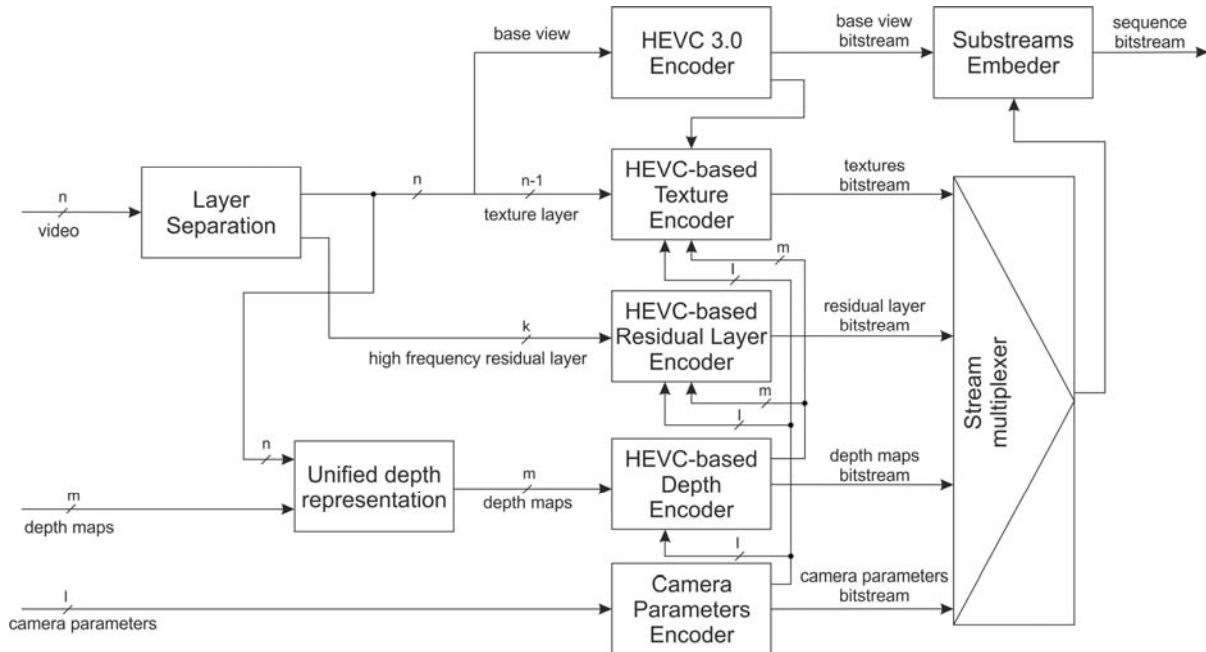 base view
HEVC 3.0
Encoder
base view
bitstream
Substreams
Embeder
sequence
bitstream
n
video
Layer
Separation
n
n-1
texture layer
HEVC-based
Texture
Encoder
textures
bitstream
m
l
k
high frequency residual layer
HEVC-based
Residual Layer
Encoder
residual layer
bitstream
m
l
Stream
multiplexer
n
m
depth maps
Unified depth
representation
m
depth maps
HEVC-based
Depth
Encoder
depth maps
bitstream
l
l
camera parameters
Camera
Parameters
Encoder
camera parameters
bitstream